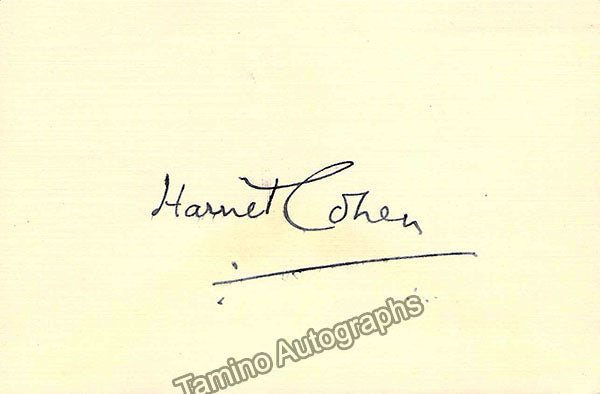 Harriet Cohen
Tamino Autographs